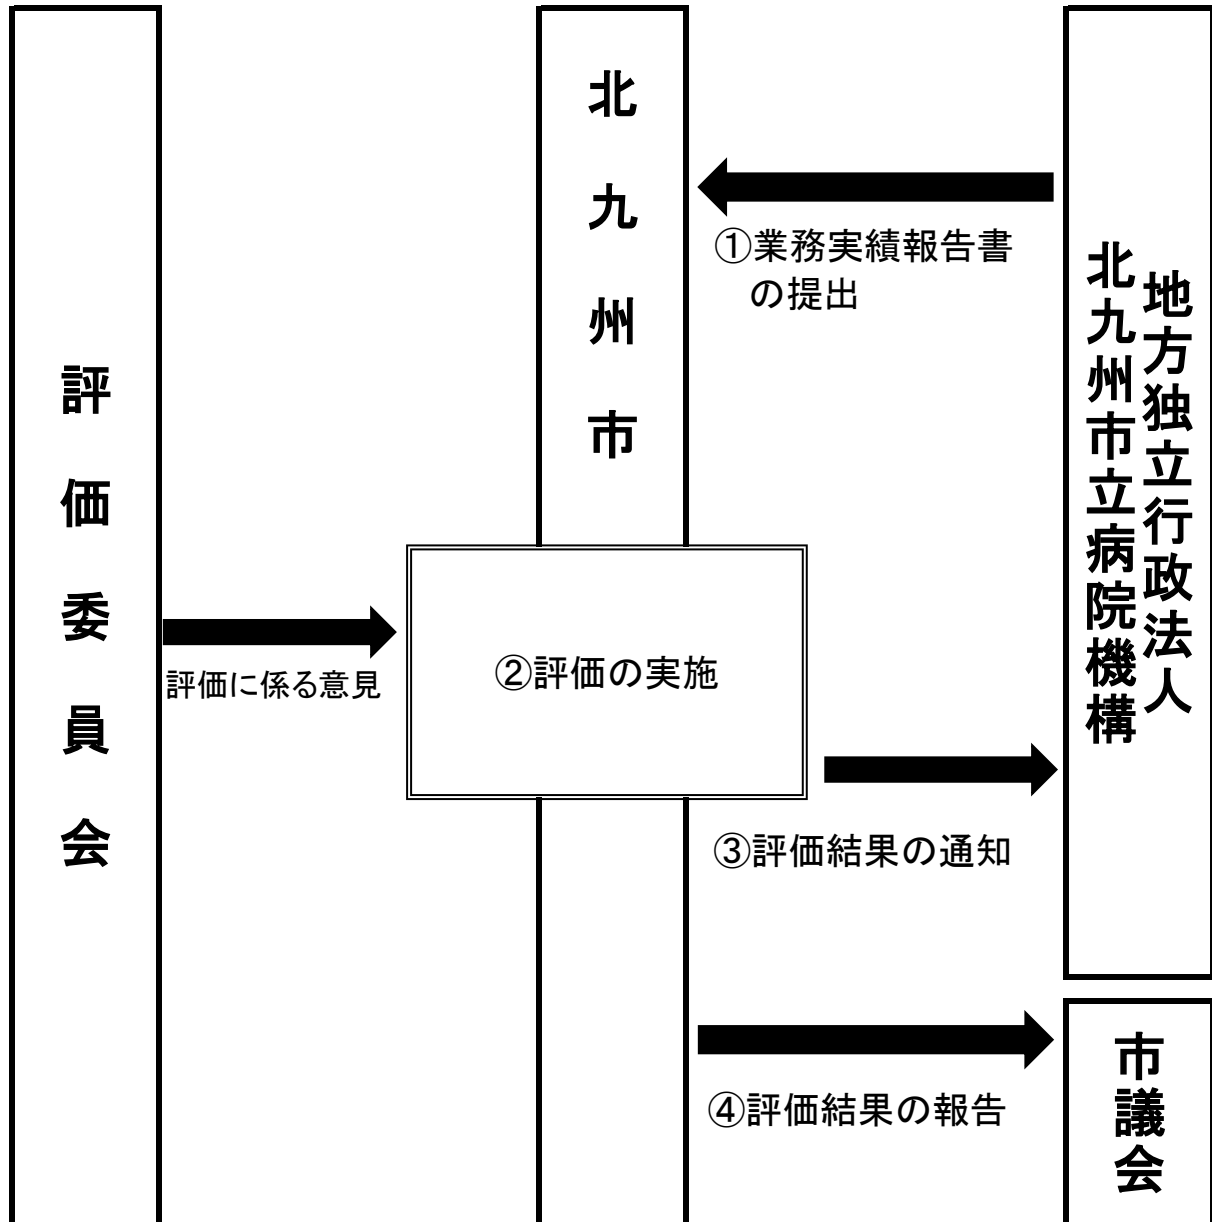 評価委員会
北九州市
地方独立行政法人
北九州市立病院機構
①業務実績報告書
の提出
評価に係る意見
②評価の実施
③評価結果の通知
④評価結果の報告
市議会